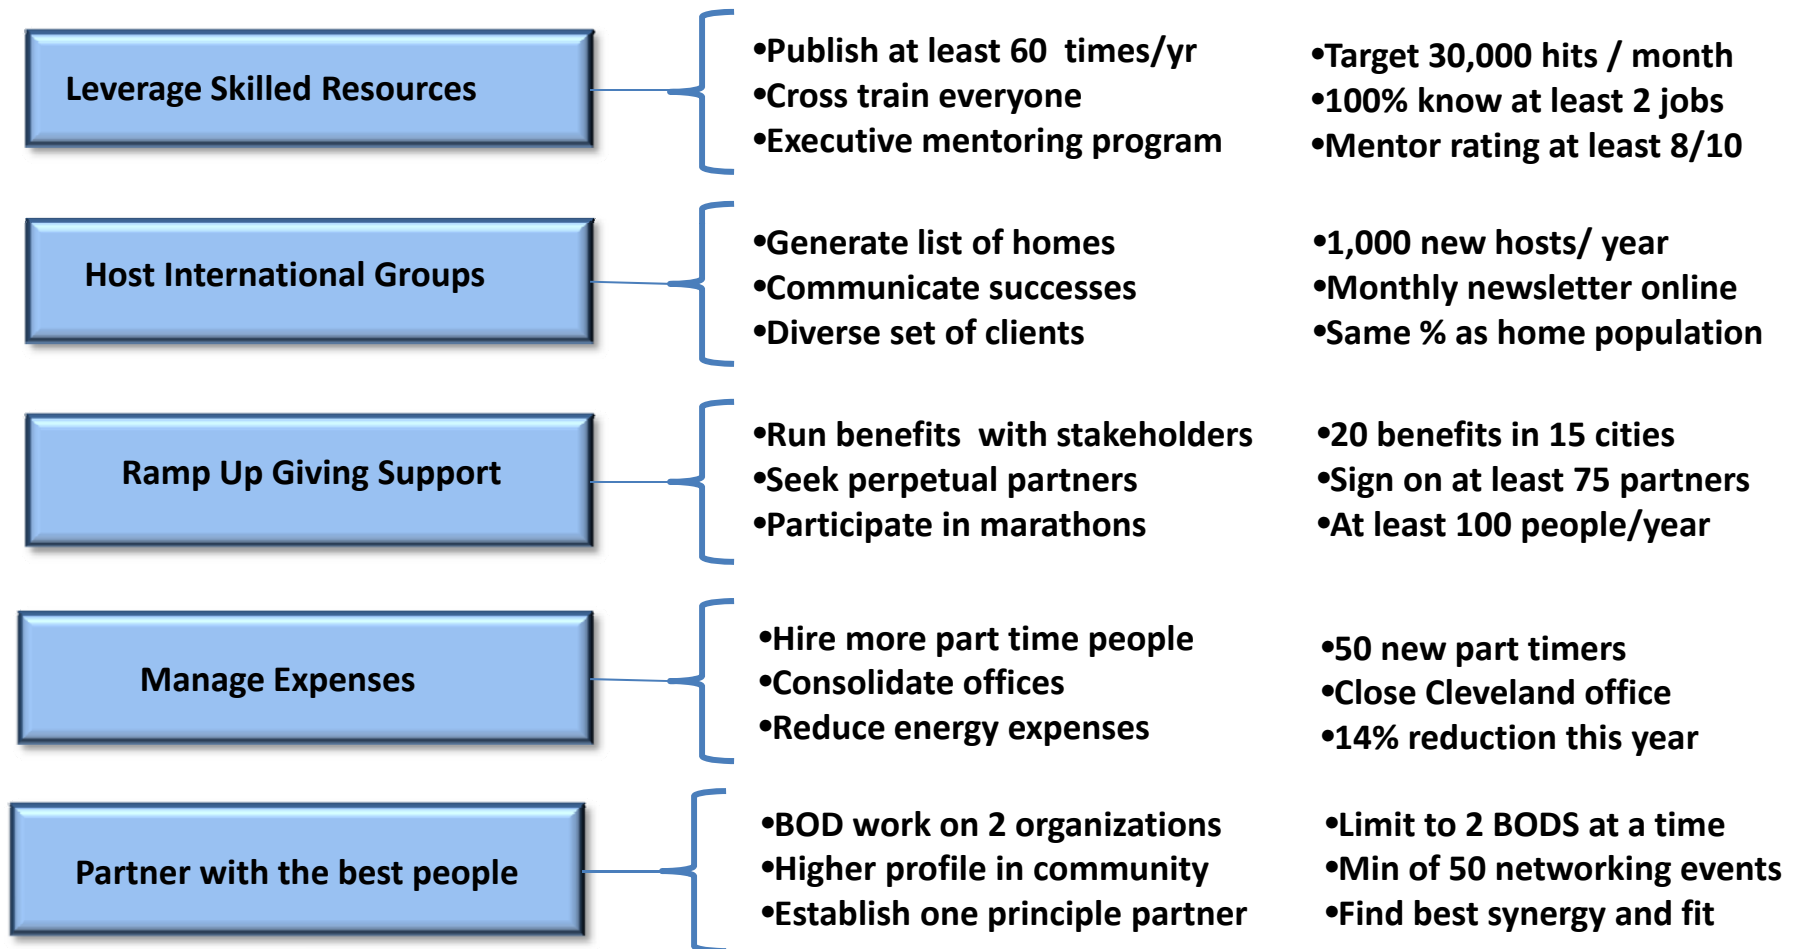 Leverage Skilled Resources
•Publish at least 60  times/yr
•Cross train everyone
•Executive mentoring program
•Target 30,000 hits / month
•100% know at least 2 jobs
•Mentor rating at least 8/10
Host International Groups
•Generate list of homes
•Communicate successes
•Diverse set of clients
•1,000 new hosts/ year
•Monthly newsletter online
•Same % as home population
Ramp Up Giving Support
•Run benefits  with stakeholders
•Seek perpetual partners
•Participate in marathons
•20 benefits in 15 cities
•Sign on at least 75 partners
•At least 100 people/year
Manage Expenses
•Hire more part time people
•Consolidate offices
•Reduce energy expenses
•50 new part timers
•Close Cleveland office
•14% reduction this year
Partner with the best people
•BOD work on 2 organizations
•Higher profile in community
•Establish one principle partner
•Limit to 2 BODS at a time
•Min of 50 networking events
•Find best synergy and fit